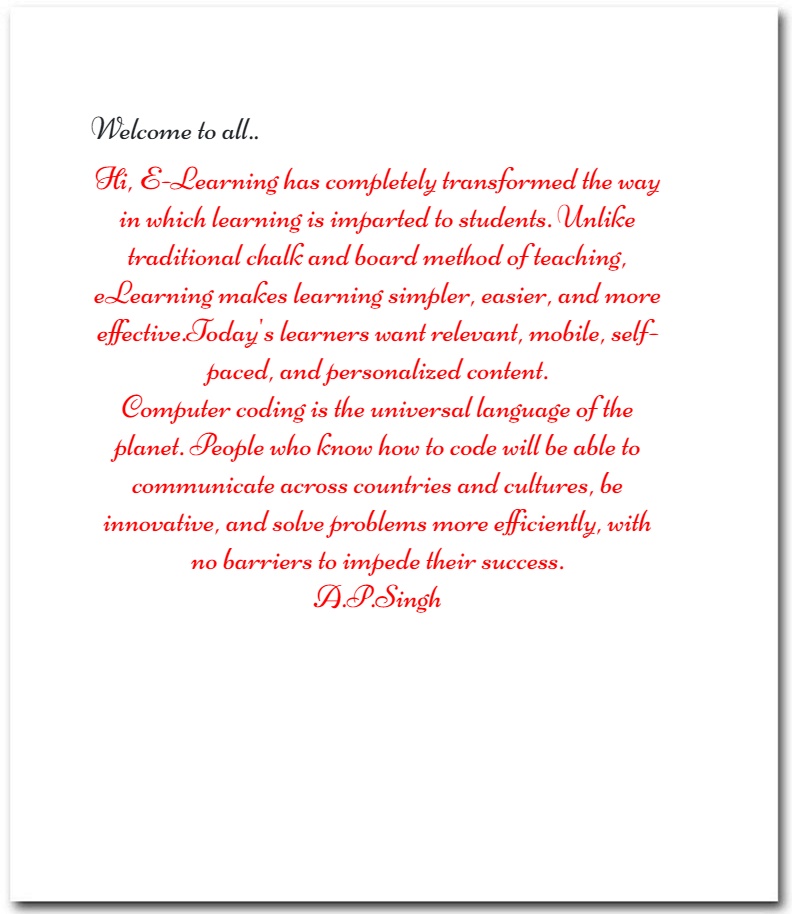 Welcome to all..
Hi, E-Learning has completely transformed the way
in which learning is imparted to students. Unlike
traditional chalk and board method of teaching,
eLearning makes learning simpler, easier, and more
effective.Today's learners want relevant, mobile, self-
paced, and personalized content.
Computer coding is the universal language of the
planet. People who know how to code will be able to
communicate across countries and cultures, be
innovative, and solve problems more efficiently, with
no barriers to impede their success.
A.P.Singh